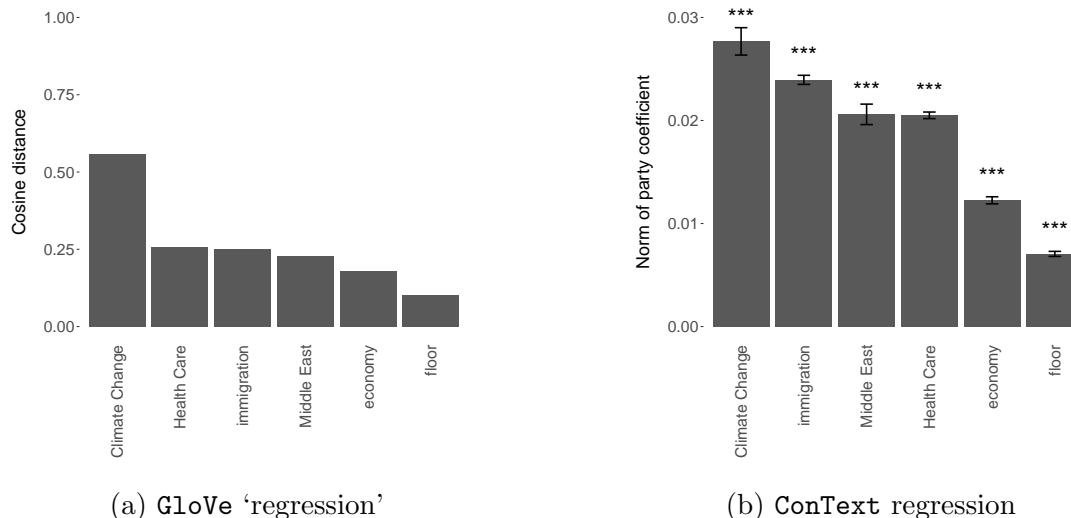 1.00
0.75
0.50
0.25
0.00
Cosine distance
Climate Change
Health Care
immigration
Middle East
economy
floor
(a) GloVe ‘regression’
0.03
0.02
0.01
0.00
Norm of party coefficient
***
***
***
***
***
***
Climate Change
immigration
Middle East
Health Care
economy
floor
(b) ConText regression